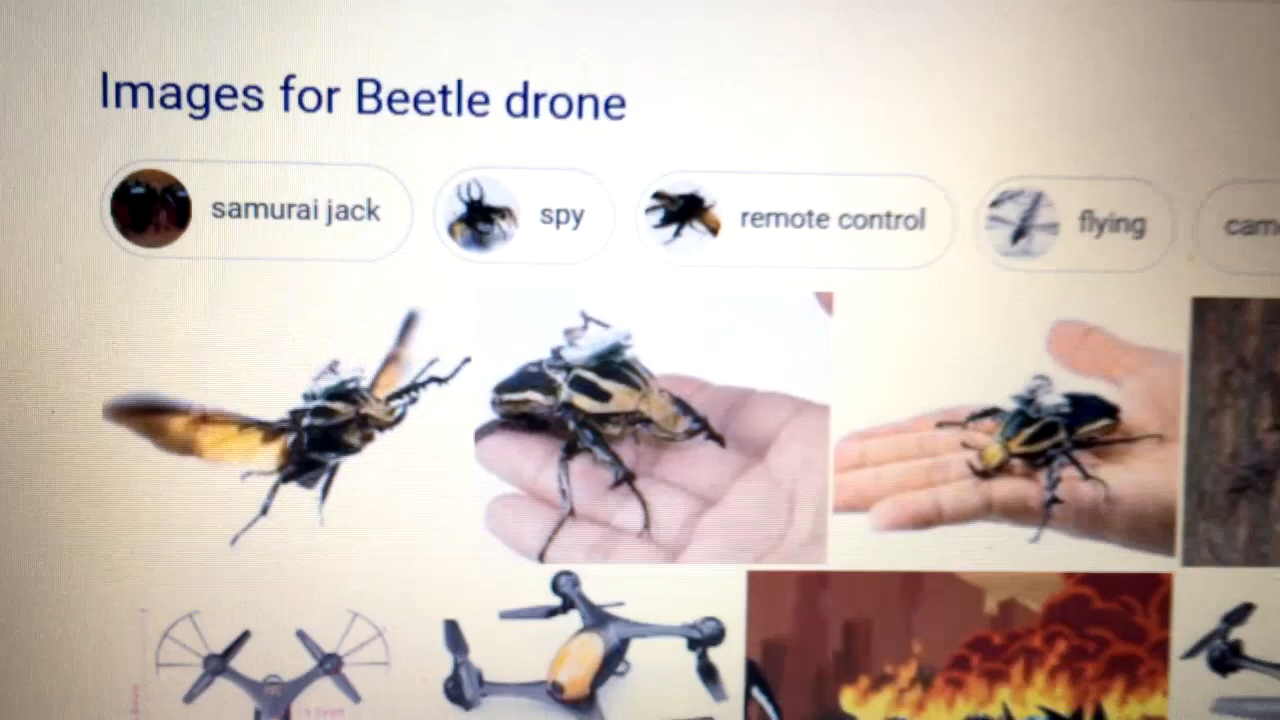 Images for Beetle drone
samurai jack
spy
remote control
flying